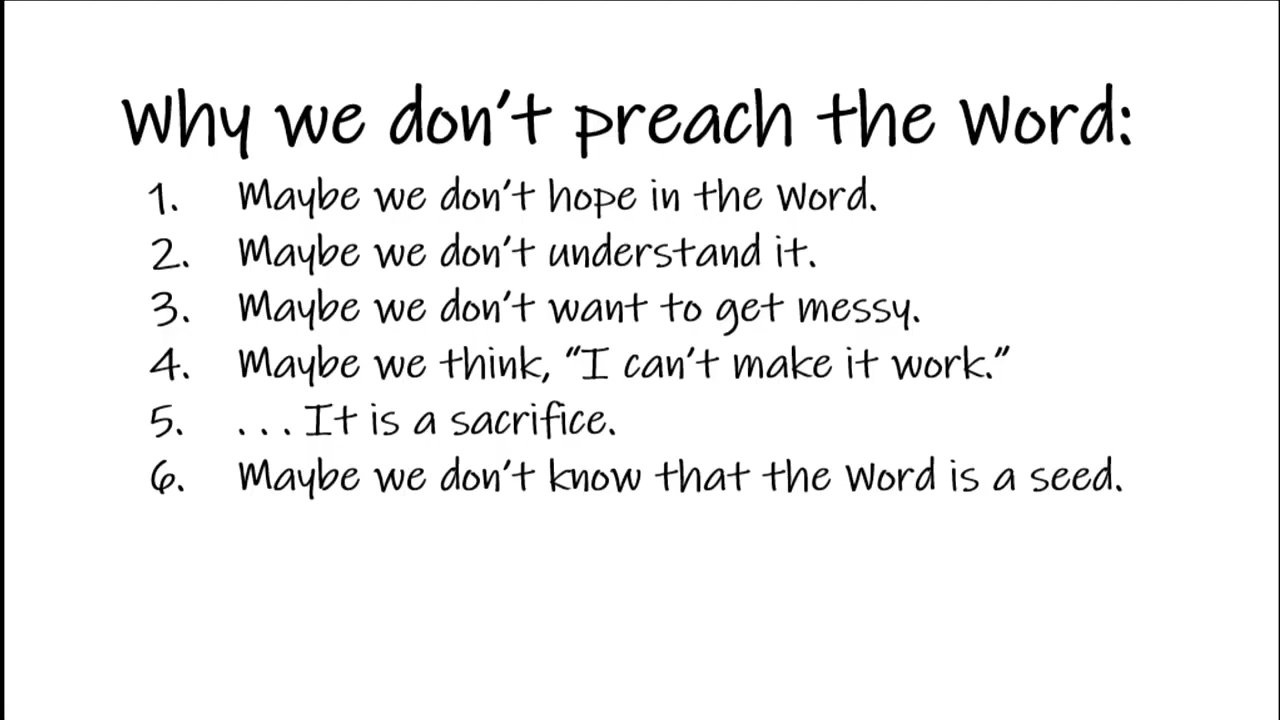 Why we don't preach the Word:
1. Maybe we don't hope in the Word.
2. Maybe we don't understand it.
3. Maybe we don't want to get messy.
4. Maybe we think, "I can't make it work."
5. . . . It is a sacrifice.
6. Maybe we don't know that the Word is a seed.